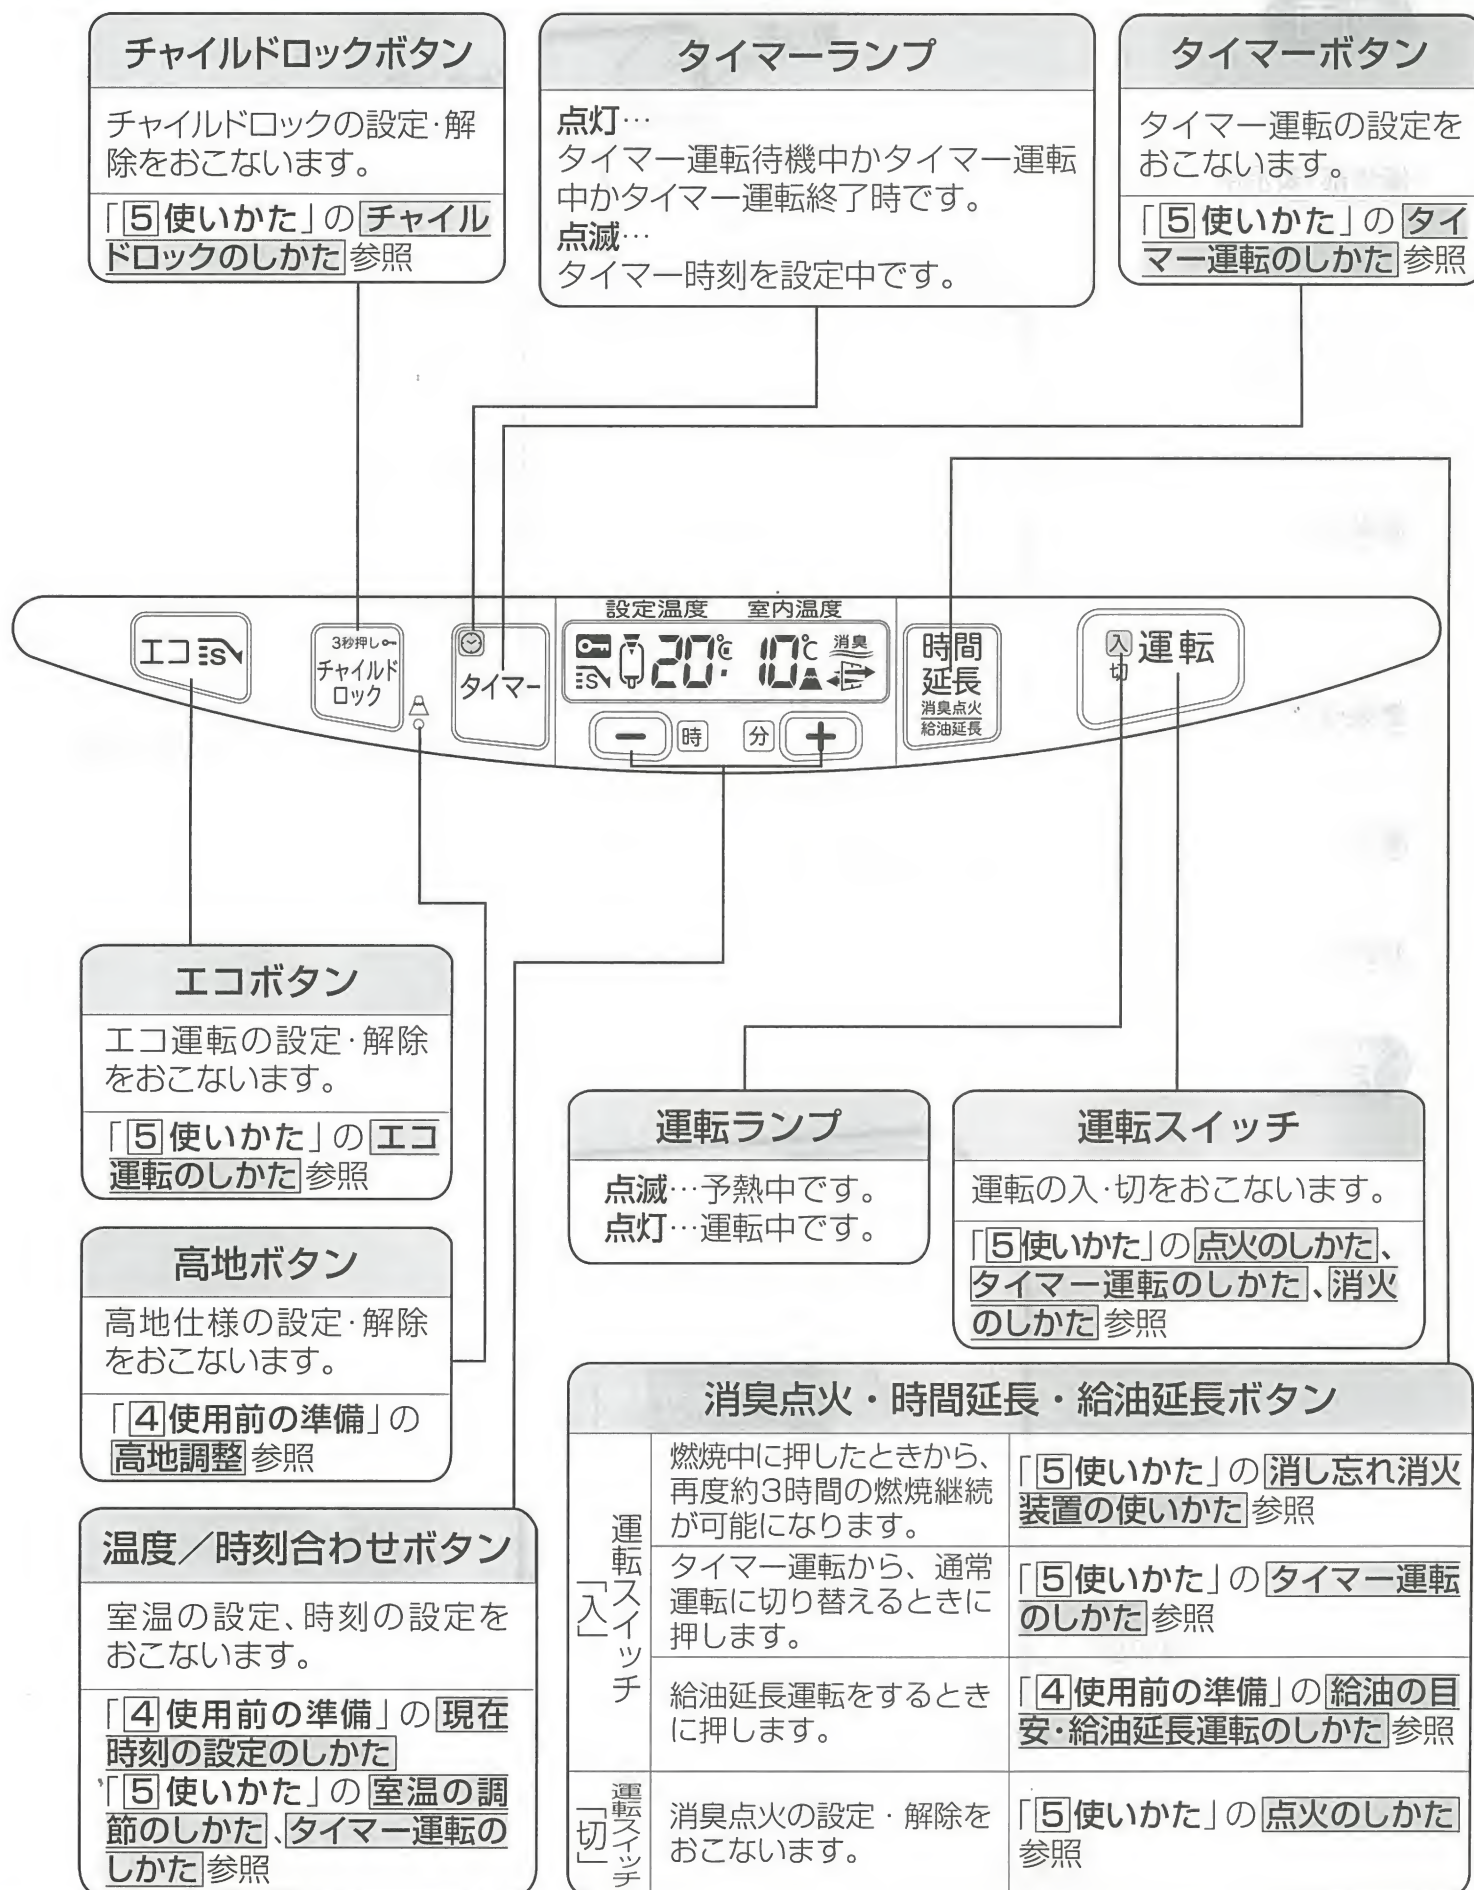 チャイルドロックボタン
チャイルドロックの設定・解
除をおこないます。
「5使いかた」のチャイル
ドロックのしかた参照
タイマーランプ
点灯…
タイマー運転待機中かタイマー運転
中かタイマー運転終了時です。
点滅…
タイマー時刻を設定中です。
タイマーボタン
タイマー運転の設定を
おこないます。
「5使いかた」のタイ
マー運転のしかた参照
エコ
3秒押し
チャイルド
ロック
タイマー
設定温度 室内温度
20℃ 10℃ 消臭
− 時 分 +
時間
延長
消臭点火
給油延長
入 運転
切
エコボタン
エコ運転の設定・解除
をおこないます。
「5使いかた」のエコ
運転のしかた参照
高地ボタン
高地仕様の設定・解除
をおこないます。
「4使用前の準備」の
高地調整参照
温度／時刻合わせボタン
室温の設定、時刻の設定を
おこないます。
「4使用前の準備」の現在
時刻の設定のしかた
「5使いかた」の室温の調
節のしかた、タイマー運転の
しかた参照
運転ランプ
点滅…予熱中です。
点灯…運転中です。
運転スイッチ
運転の入・切をおこないます。
「5使いかた」の点火のしかた、
タイマー運転のしかた、消火
のしかた参照
消臭点火・時間延長・給油延長ボタン
運転スイッチ
「入」
燃焼中に押したときから、
再度約3時間の燃焼継続
が可能になります。
「5使いかた」の消し忘れ消火
装置の使いかた参照
タイマー運転から、通常
運転に切り替えるときに
押します。
「5使いかた」のタイマー運転
のしかた参照
給油延長運転をするとき
に押します。
「4使用前の準備」の給油の目
安・給油延長運転のしかた参照
運転スイッチ
「切」
消臭点火の設定・解除を
おこないます。
「5使いかた」の点火のしかた
参照